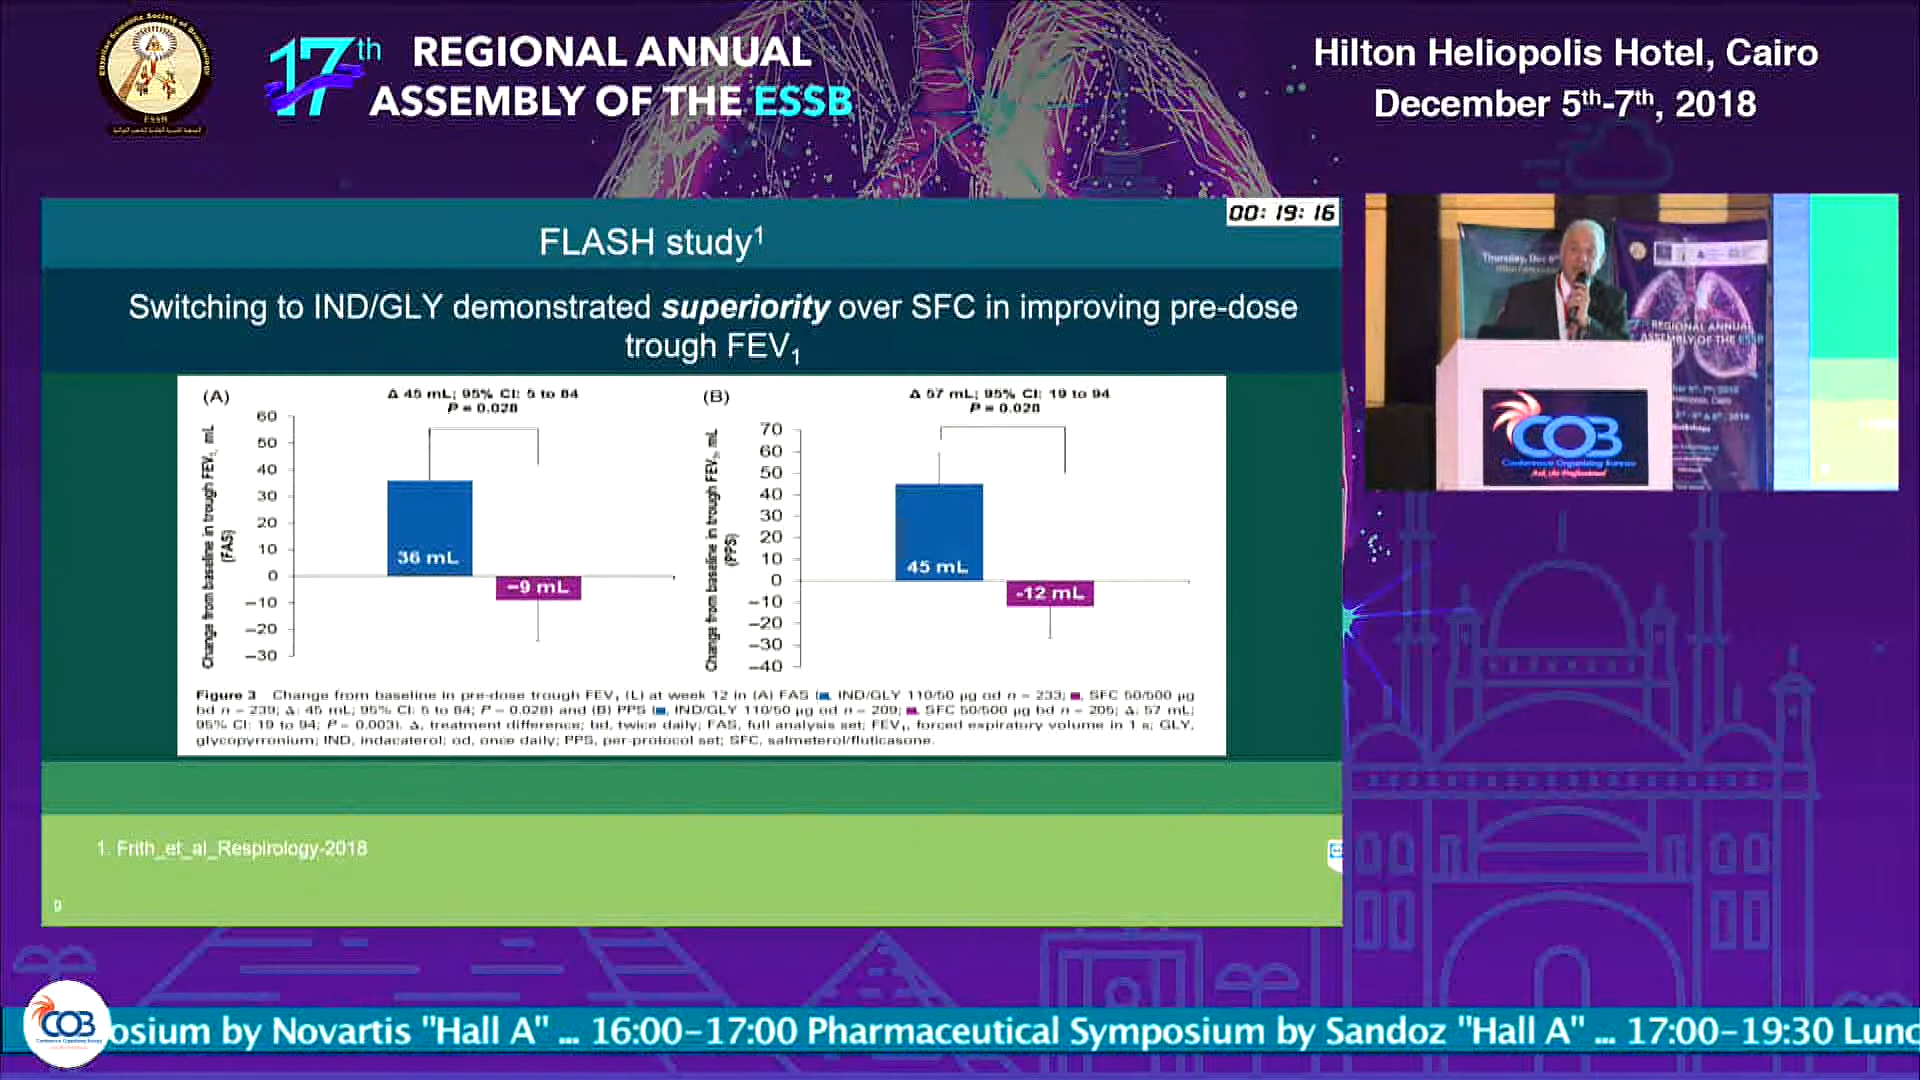 17th REGIONAL ANNUAL
ASSEMBLY OF THE ESSB
Hilton Heliopolis Hotel, Cairo
December 5th-7th, 2018
ESSB
00: 19: 16
FLASH study1
Switching to IND/GLY demonstrated superiority over SFC in improving pre-dose
trough FEV1
(A)
Δ 45 mL; 95% CI: 5 to 84
P = 0.028
Change from baseline in trough FEV1, mL
(FAS)
60
50
40
30
20
10
0
−10
−20
−30
36 mL
−9 mL
(B)
Δ 57 mL; 95% CI: 19 to 94
P = 0.028
Change from baseline in trough FEV1, mL
(PPS)
70
60
50
40
30
20
10
0
−10
−20
−30
−40
45 mL
-12 mL
Figure 3 Change from baseline in pre-dose trough FEV1 (L) at week 12 in (A) FAS (■, IND/GLY 110/50 μg od n = 233; ■, SFC 50/500 μg
bd n = 239; Δ: 45 mL; 95% CI: 5 to 84; P = 0.028) and (B) PPS (■, IND/GLY 110/50 μg od n = 209; ■, SFC 50/500 μg bd n = 205; Δ: 57 mL;
95% CI: 19 to 94; P = 0.003). Δ, treatment difference; bd, twice daily; FAS, full analysis set; FEV1, forced expiratory volume in 1 s; GLY,
glycopyrronium; IND, indacaterol; od, once daily; PPS, per-protocol set; SFC, salmeterol/fluticasone.
1. Frith_et_al_Respirology-2018
9
Thursday, Dec 6th
REGIONAL ANNUAL
ASSEMBLY OF THE ESSB
COB
Conference Organizing Bureau
Ask the Professional
COB
Conference Organizing Bureau
osium by Novartis "Hall A" ... 16:00-17:00 Pharmaceutical Symposium by Sandoz "Hall A" ... 17:00-19:30 Lunc